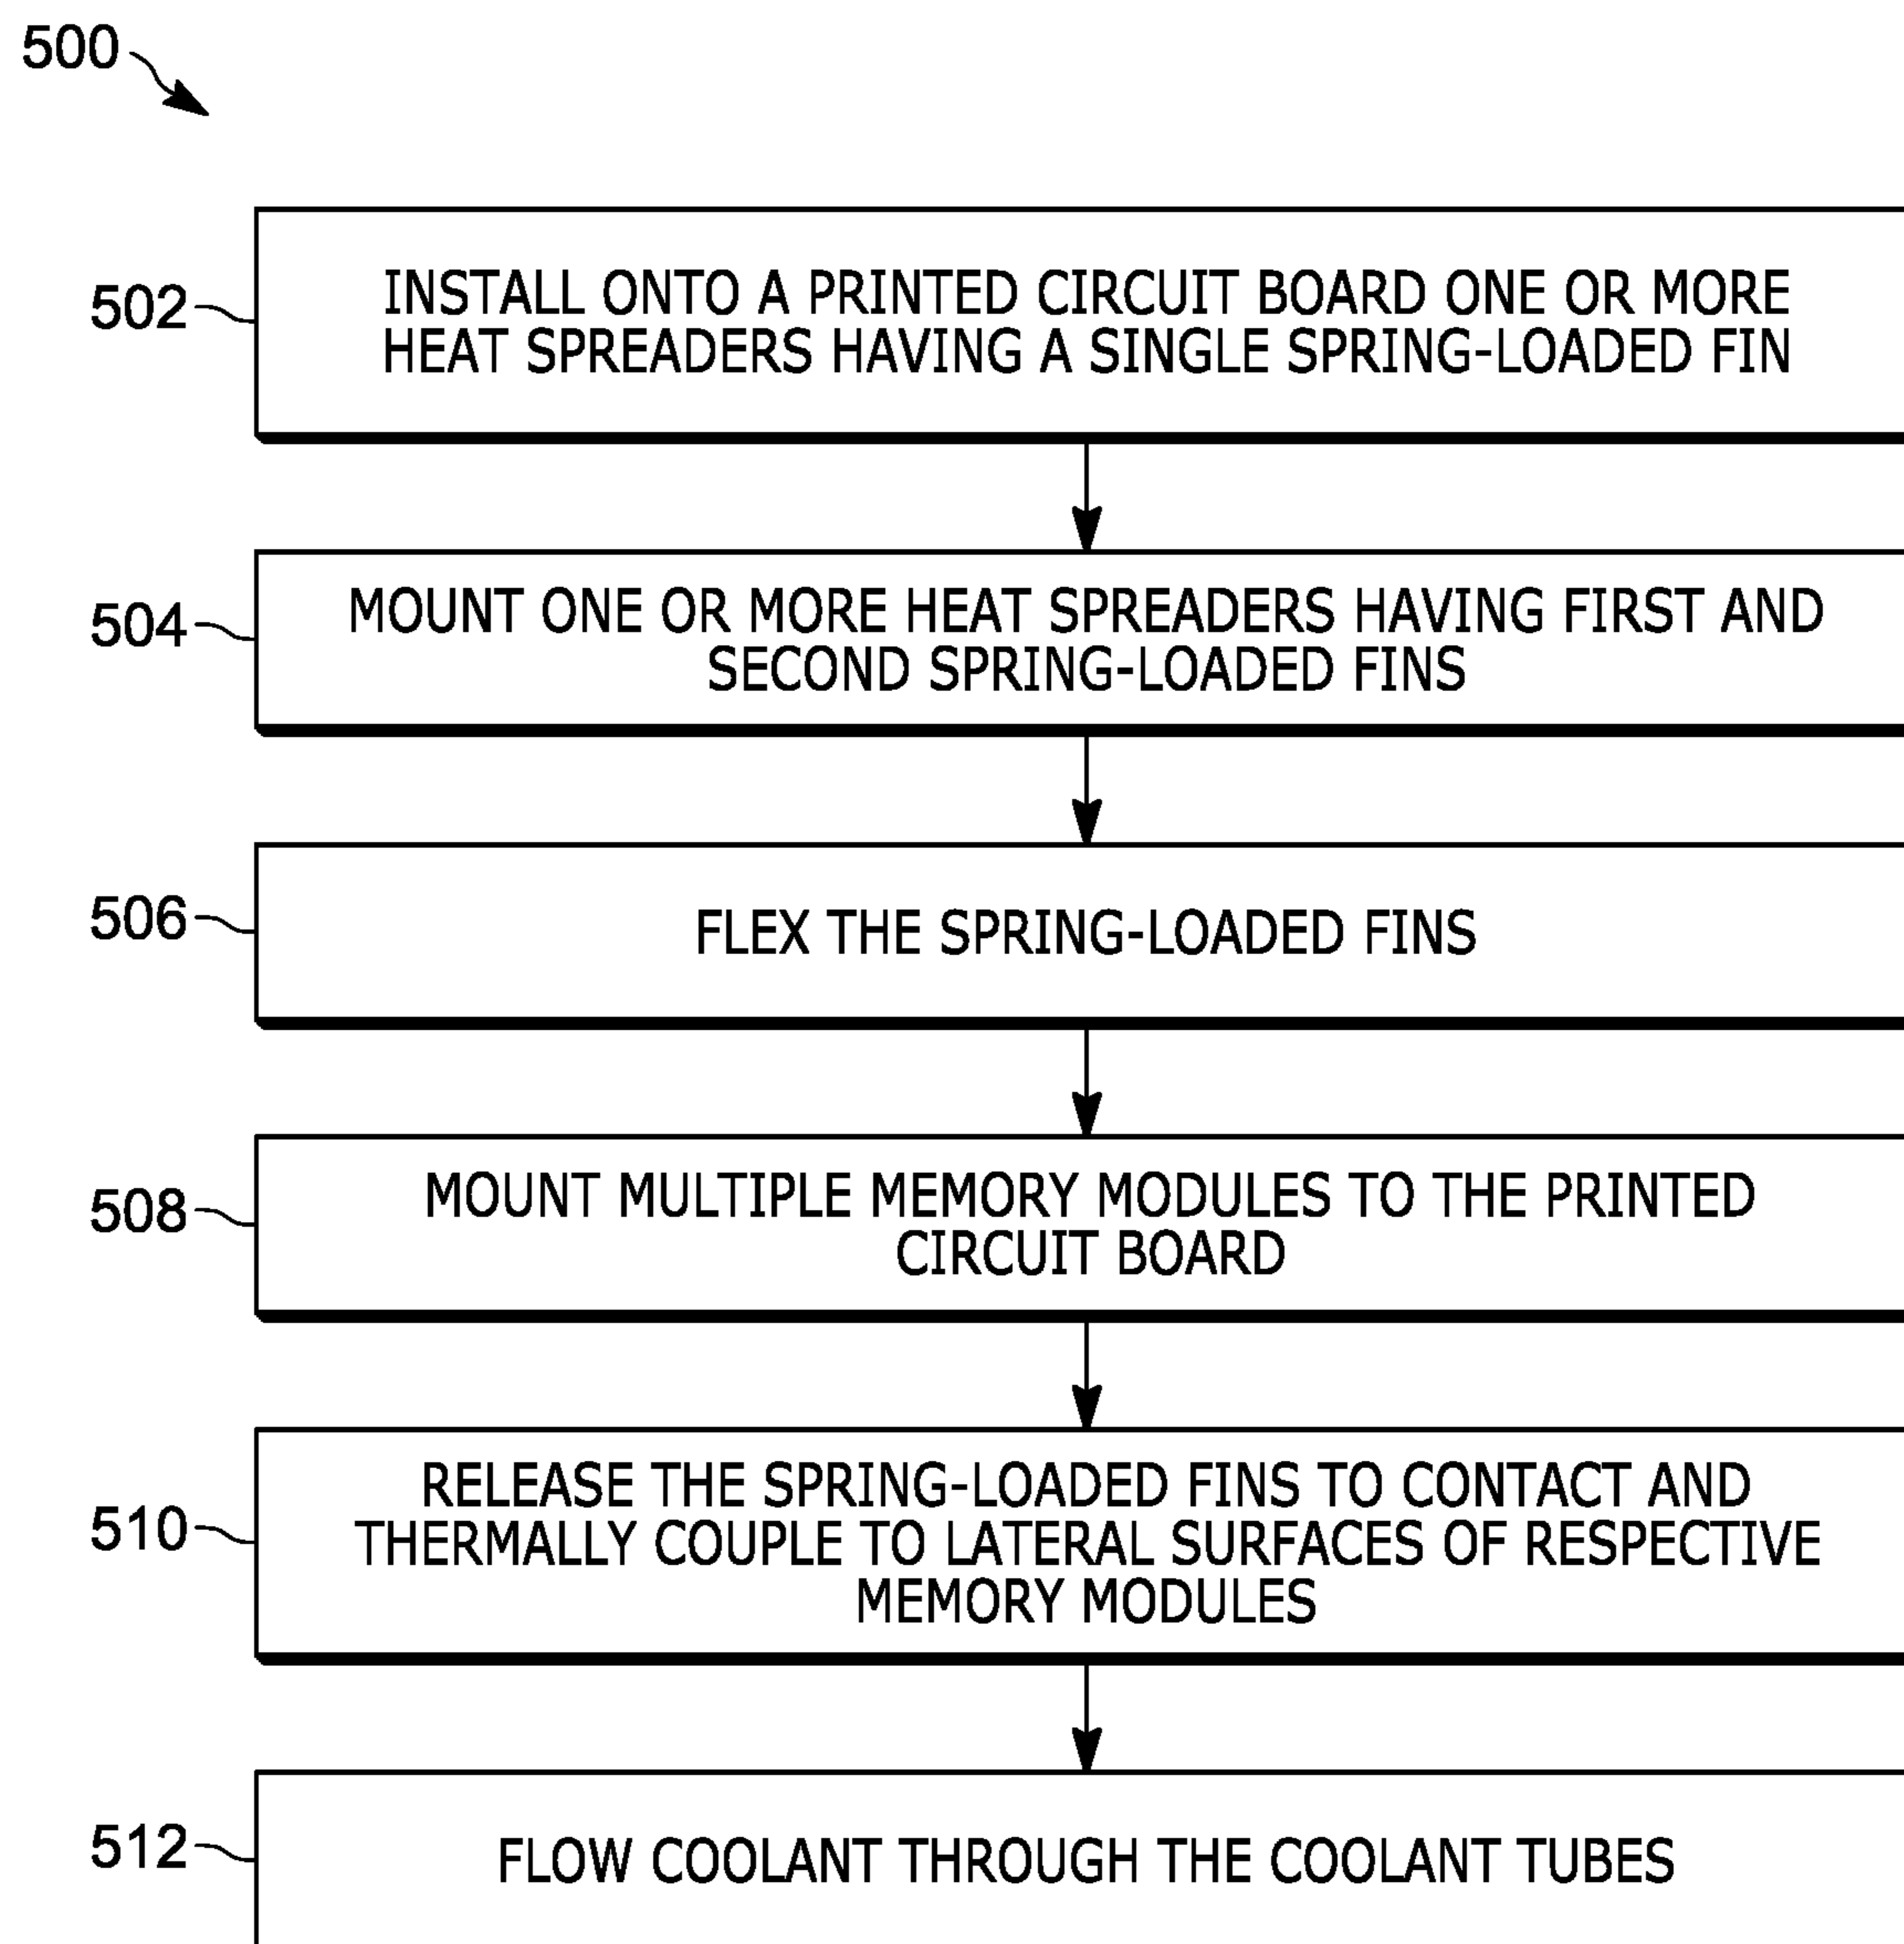 500
502
INSTALL ONTO A PRINTED CIRCUIT BOARD ONE OR MORE
HEAT SPREADERS HAVING A SINGLE SPRING-LOADED FIN
504
MOUNT ONE OR MORE HEAT SPREADERS HAVING FIRST AND
SECOND SPRING-LOADED FINS
506
FLEX THE SPRING-LOADED FINS
508
MOUNT MULTIPLE MEMORY MODULES TO THE PRINTED
CIRCUIT BOARD
510
RELEASE THE SPRING-LOADED FINS TO CONTACT AND
THERMALLY COUPLE TO LATERAL SURFACES OF RESPECTIVE
MEMORY MODULES
512
FLOW COOLANT THROUGH THE COOLANT TUBES